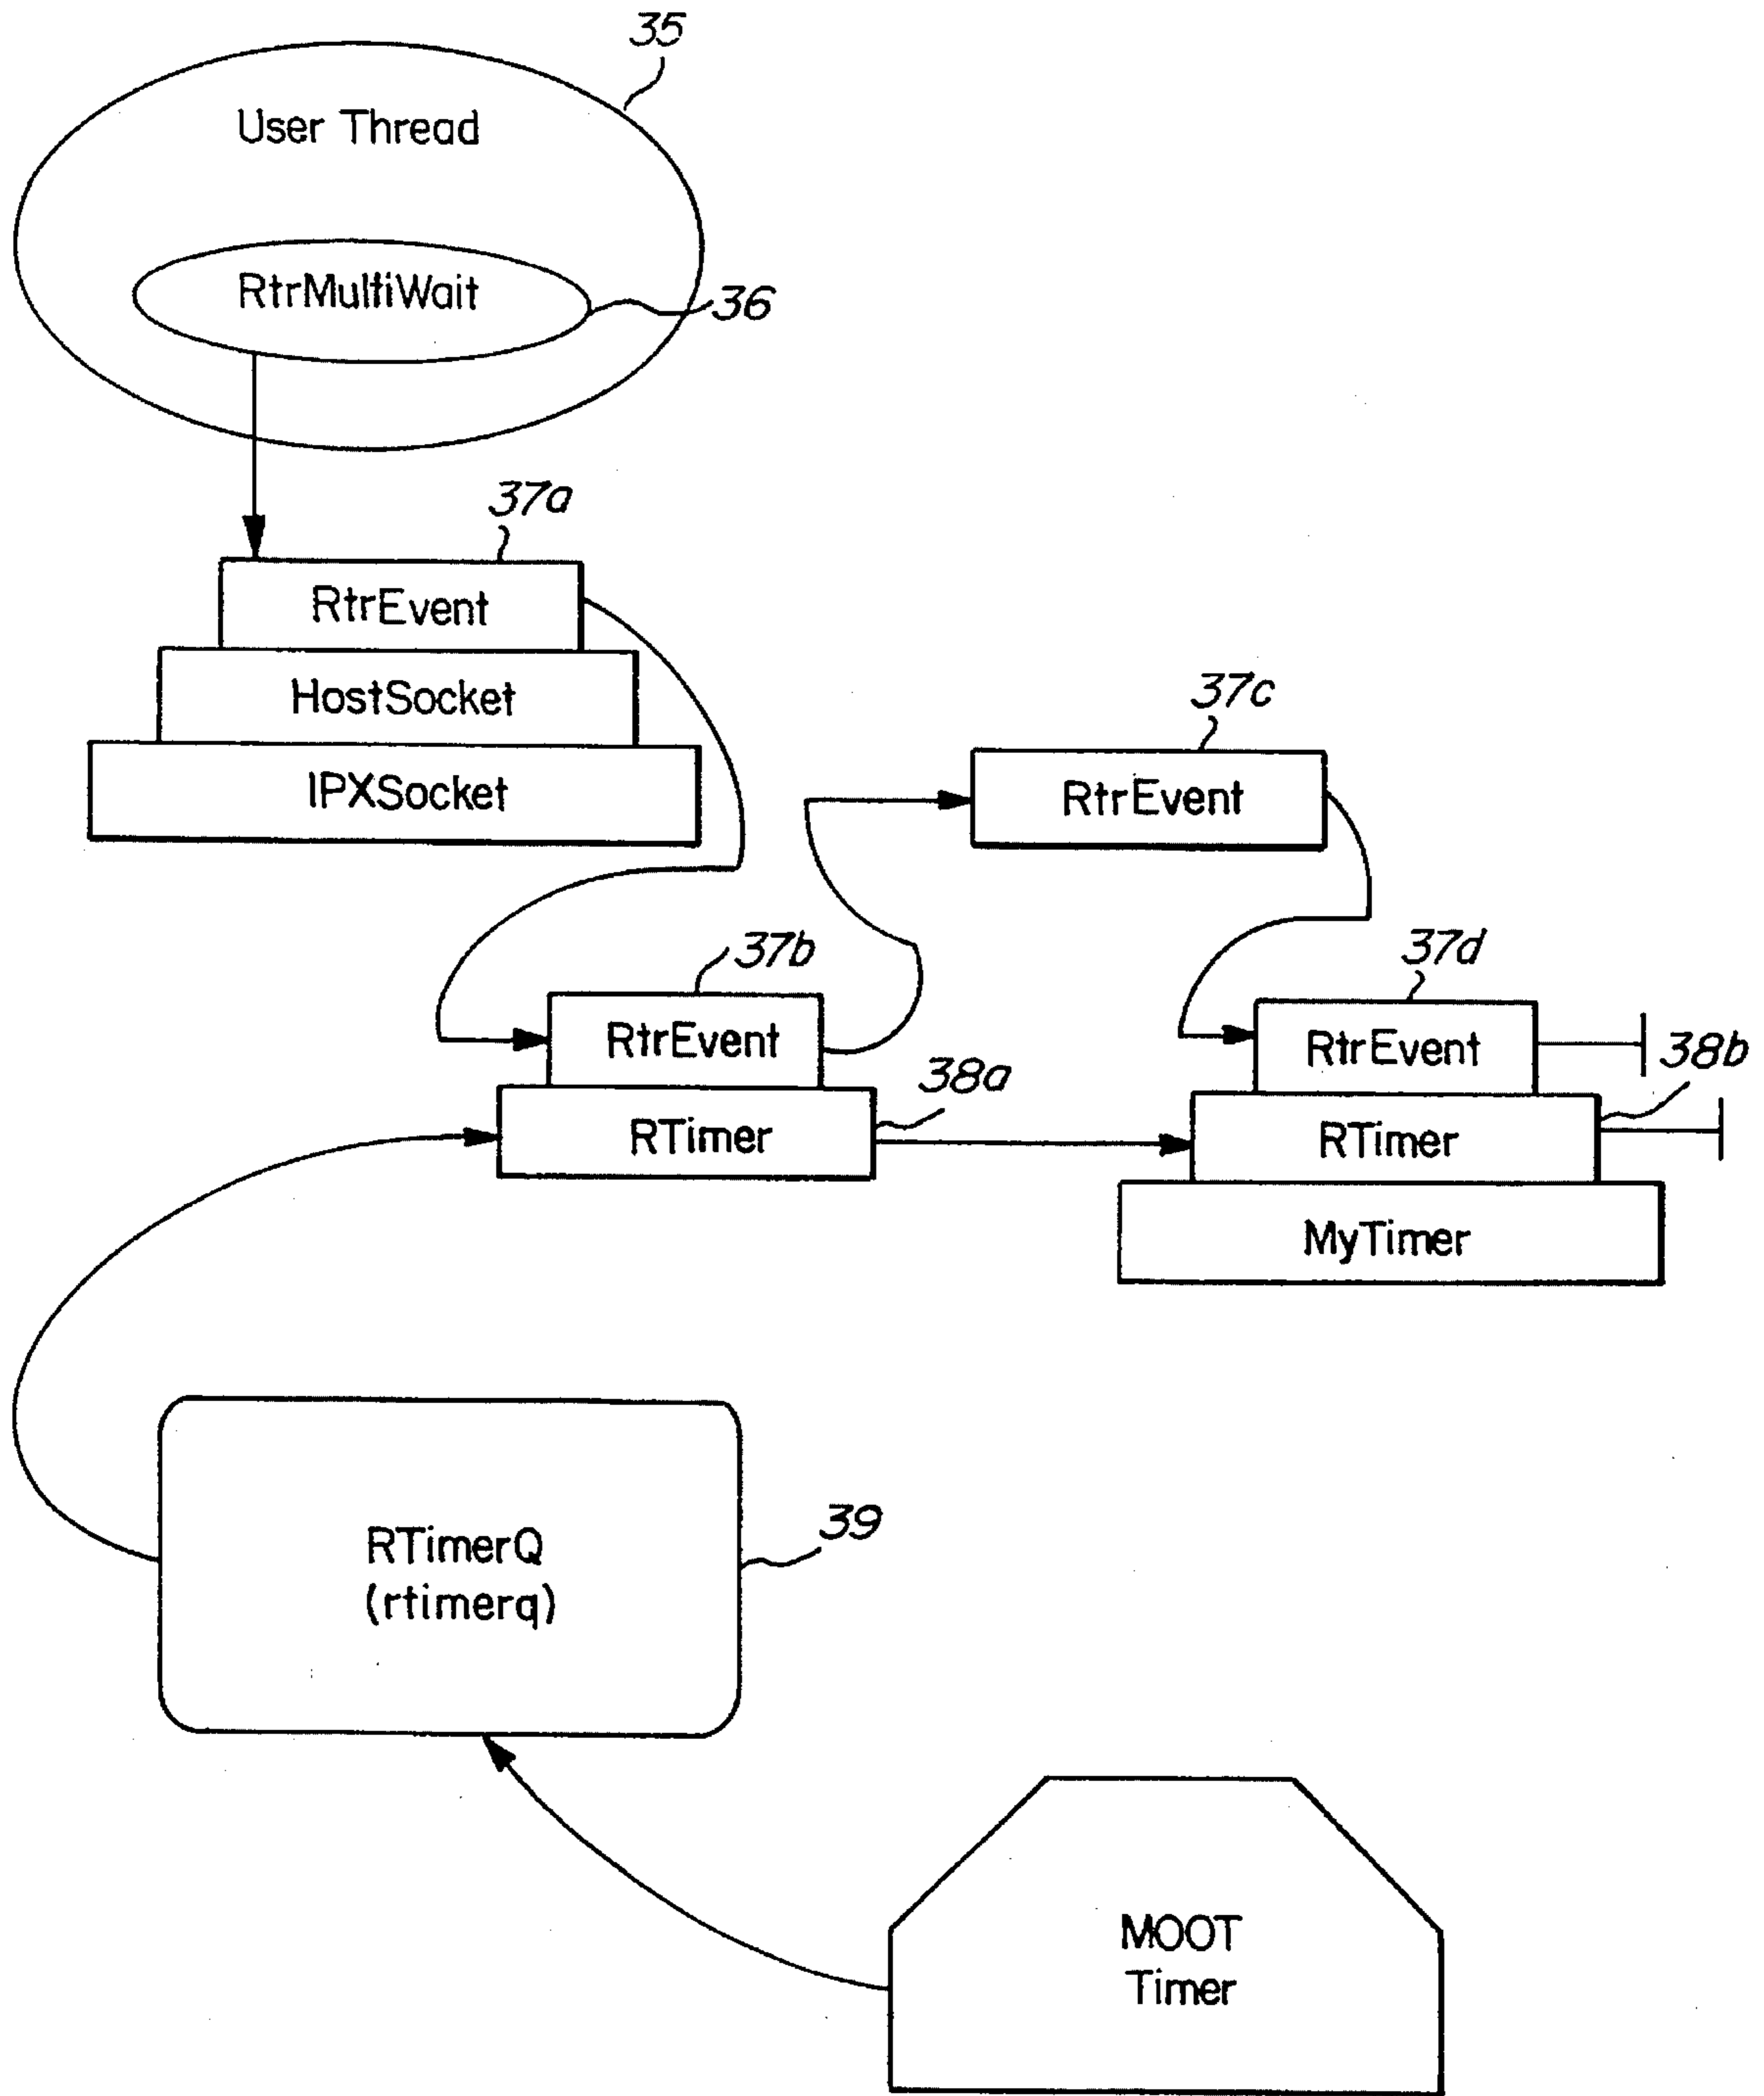 35
User Thread
RtrMultiWait
36
37a
RtrEvent
HostSocket
IPXSocket
37c
RtrEvent
37b
RtrEvent
38a
RTimer
37d
RtrEvent
38b
RTimer
MyTimer
RTimerQ
(rtimerq)
39
MOOT
Timer